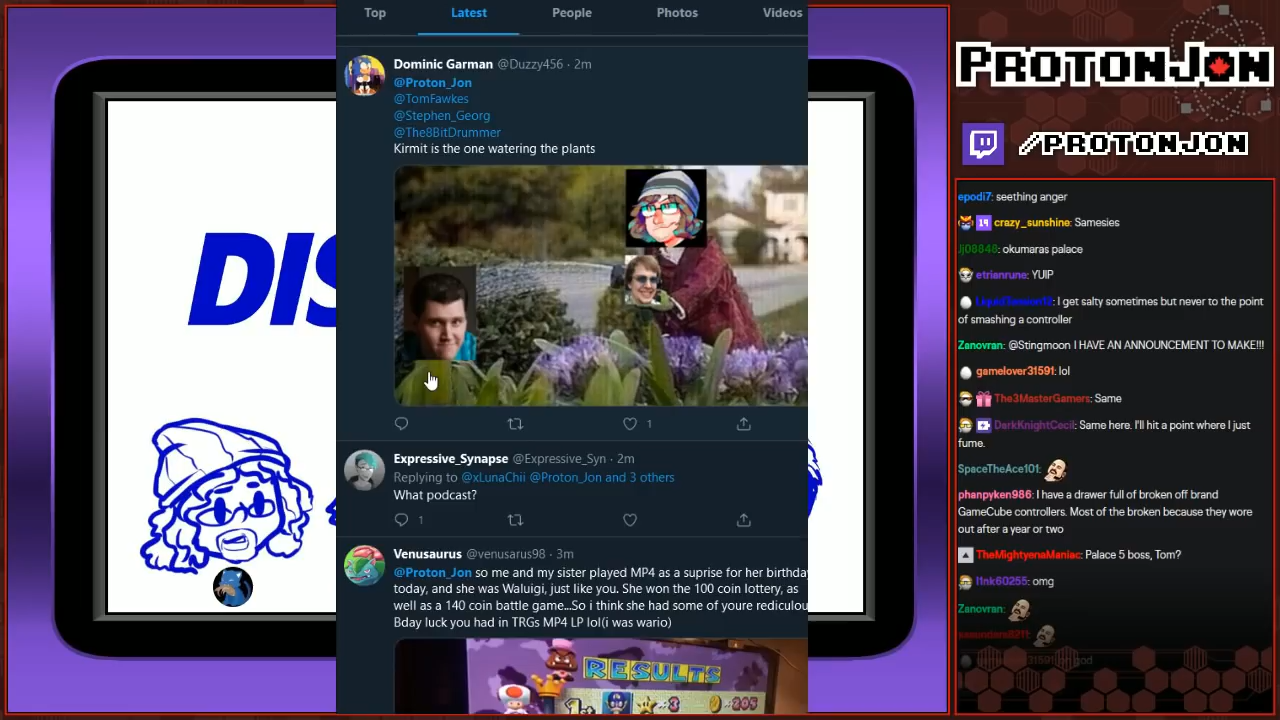 Top Latest People Photos Videos
Dominic Garman @Duzzy456 · 2m
@Proton_Jon
@TomFawkes
@Stephen_Georg
@The8BitDrummer
Kirmit is the one watering the plants
1
Expressive_Synapse @Expressive_Syn · 2m
Replying to @xLunaChii @Proton_Jon and 3 others
What podcast?
1
Venusaurus @venusarus98 · 3m
@Proton_Jon so me and my sister played MP4 as a suprise for her birthday
today, and she was Waluigi, just like you. She won the 100 coin lottery, as
well as a 140 coin battle game...So i think she had some of youre rediculou
Bday luck you had in TRGs MP4 LP lol(i was wario)
RESULTS
1st 3 205
DIS
PROTONJON
/PROTONJON
epodi7: seething anger
19 crazy_sunshine: Samesies
Jj08848: okumaras palace
etrianrune: YUIP
I get salty sometimes but never to the point
of smashing a controller
Zanovran: @Stingmoon I HAVE AN ANNOUNCEMENT TO MAKE!!!
gamelover31591: lol
The3MasterGamers: Same
DarkKnightCecil: Same here. I'll hit a point where I just
fume.
SpaceTheAce101:
phanpyken986: I have a drawer full of broken off brand
GameCube controllers. Most of the broken because they wore
out after a year or two
TheMightyenaManiac: Palace 5 boss, Tom?
l1nk60255: omg
Zanovran: